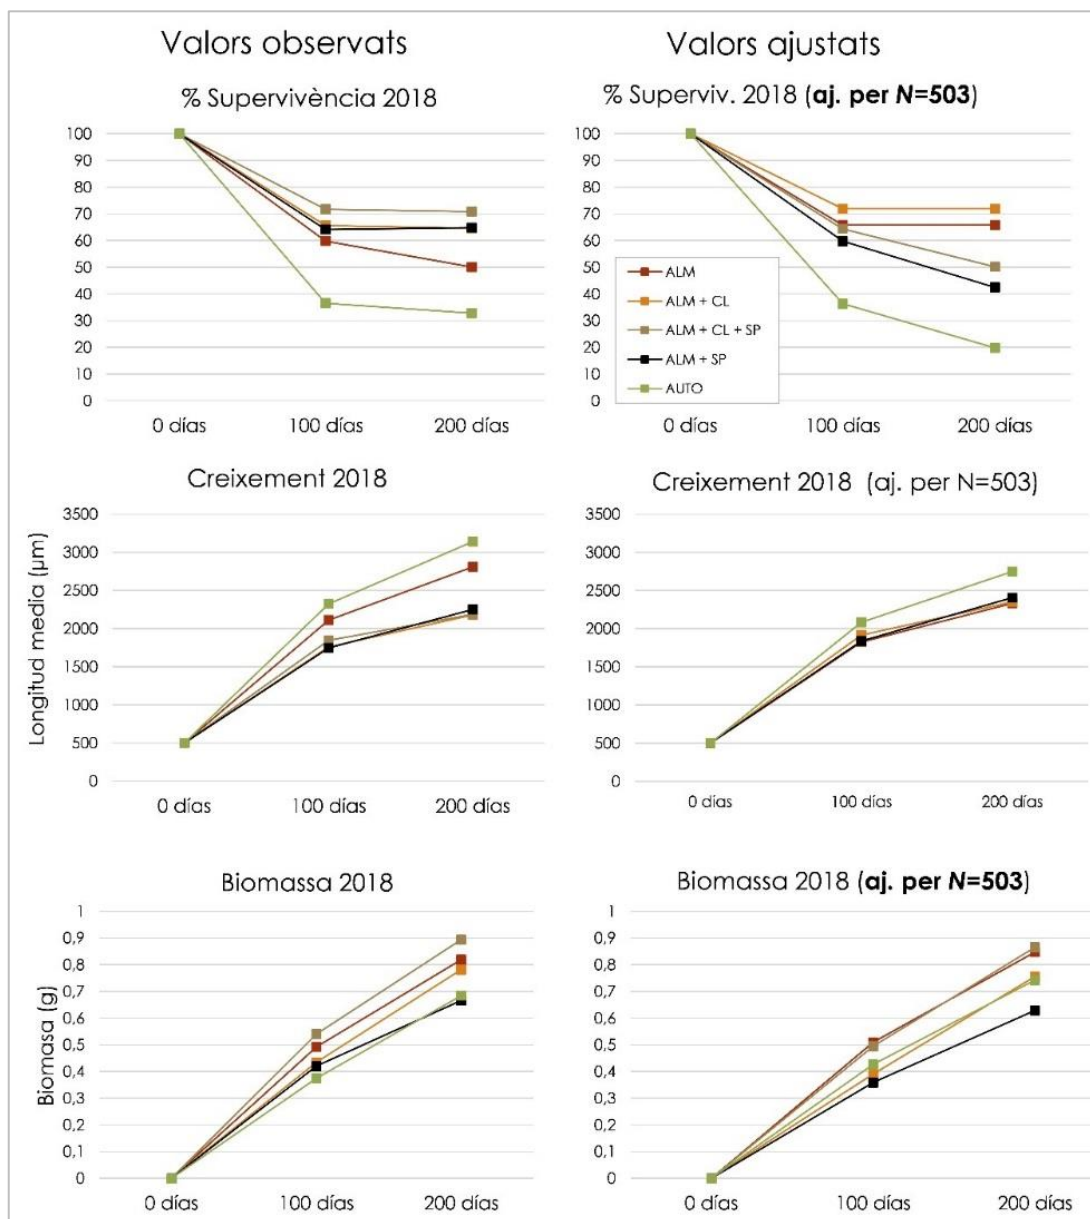 Valors observats
Valors ajustats
% Supervivència 2018
% Superviv. 2018 (aj. per N=503)
100
90
80
70
60
50
40
30
20
10
0
0 días
100 días
200 días
100
90
80
70
60
50
40
30
20
10
0
ALM
ALM + CL
ALM + CL + SP
ALM + SP
AUTO
0 días
100 días
200 días
Creixement 2018
Longitud media (µm)
3500
3000
2500
2000
1500
1000
500
0
0 días
100 días
200 días
Creixement 2018 (aj. per N=503)
3500
3000
2500
2000
1500
1000
500
0
0 días
100 días
200 días
Biomassa 2018
Biomasa (g)
1
0,9
0,8
0,7
0,6
0,5
0,4
0,3
0,2
0,1
0
0 días
100 días
200 días
Biomassa 2018 (aj. per N=503)
1
0,9
0,8
0,7
0,6
0,5
0,4
0,3
0,2
0,1
0
0 días
100 días
200 días